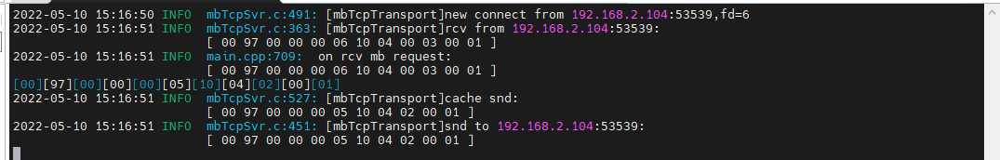 2022-05-10 15:16:50 INFO  mbTcpSvr.c:491: [mbTcpTransport]new connect from 192.168.2.104:53539,fd=6
2022-05-10 15:16:51 INFO  mbTcpSvr.c:363: [mbTcpTransport]rcv from 192.168.2.104:53539:
[ 00 97 00 00 00 06 10 04 00 03 00 01 ]
2022-05-10 15:16:51 INFO  main.cpp:709:  on rcv mb request:
[ 00 97 00 00 00 06 10 04 00 03 00 01 ]
[00][97][00][00][00][05][10][04][02][00][01]
2022-05-10 15:16:51 INFO  mbTcpSvr.c:527: [mbTcpTransport]cache snd:
[ 00 97 00 00 00 05 10 04 02 00 01 ]
2022-05-10 15:16:51 INFO  mbTcpSvr.c:451: [mbTcpTransport]snd to 192.168.2.104:53539:
[ 00 97 00 00 00 05 10 04 02 00 01 ]